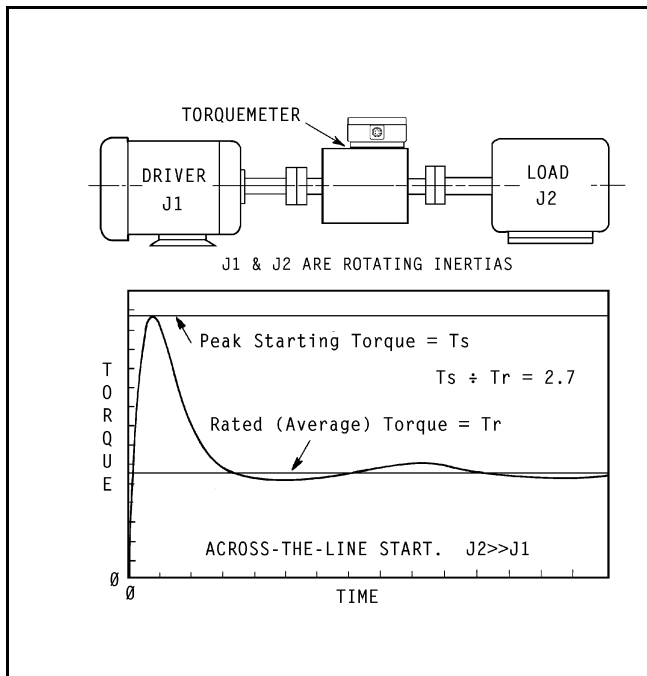 TORQUEMETER
DRIVER
J1
LOAD
J2
J1 & J2 ARE ROTATING INERTIAS
Peak Starting Torque = Ts
Ts ÷ Tr = 2.7
TORQUE
Rated (Average) Torque = Tr
ACROSS-THE-LINE START. J2>>J1
Ø
Ø
TIME